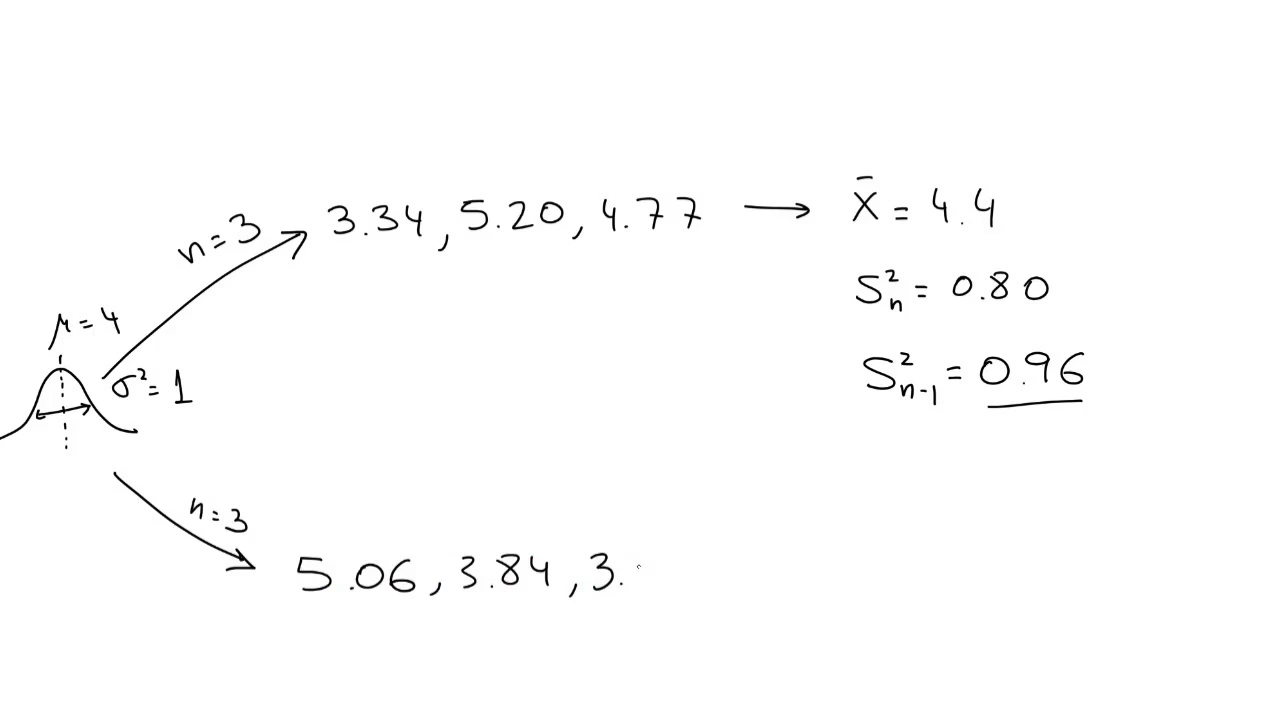 n=3
3.34, 5.20, 4.77 → X̄ = 4.4
S²ₙ = 0.80
μ=4
σ²=1
S²ₙ₋₁ = 0.96
n=3
5.06, 3.84, 3.